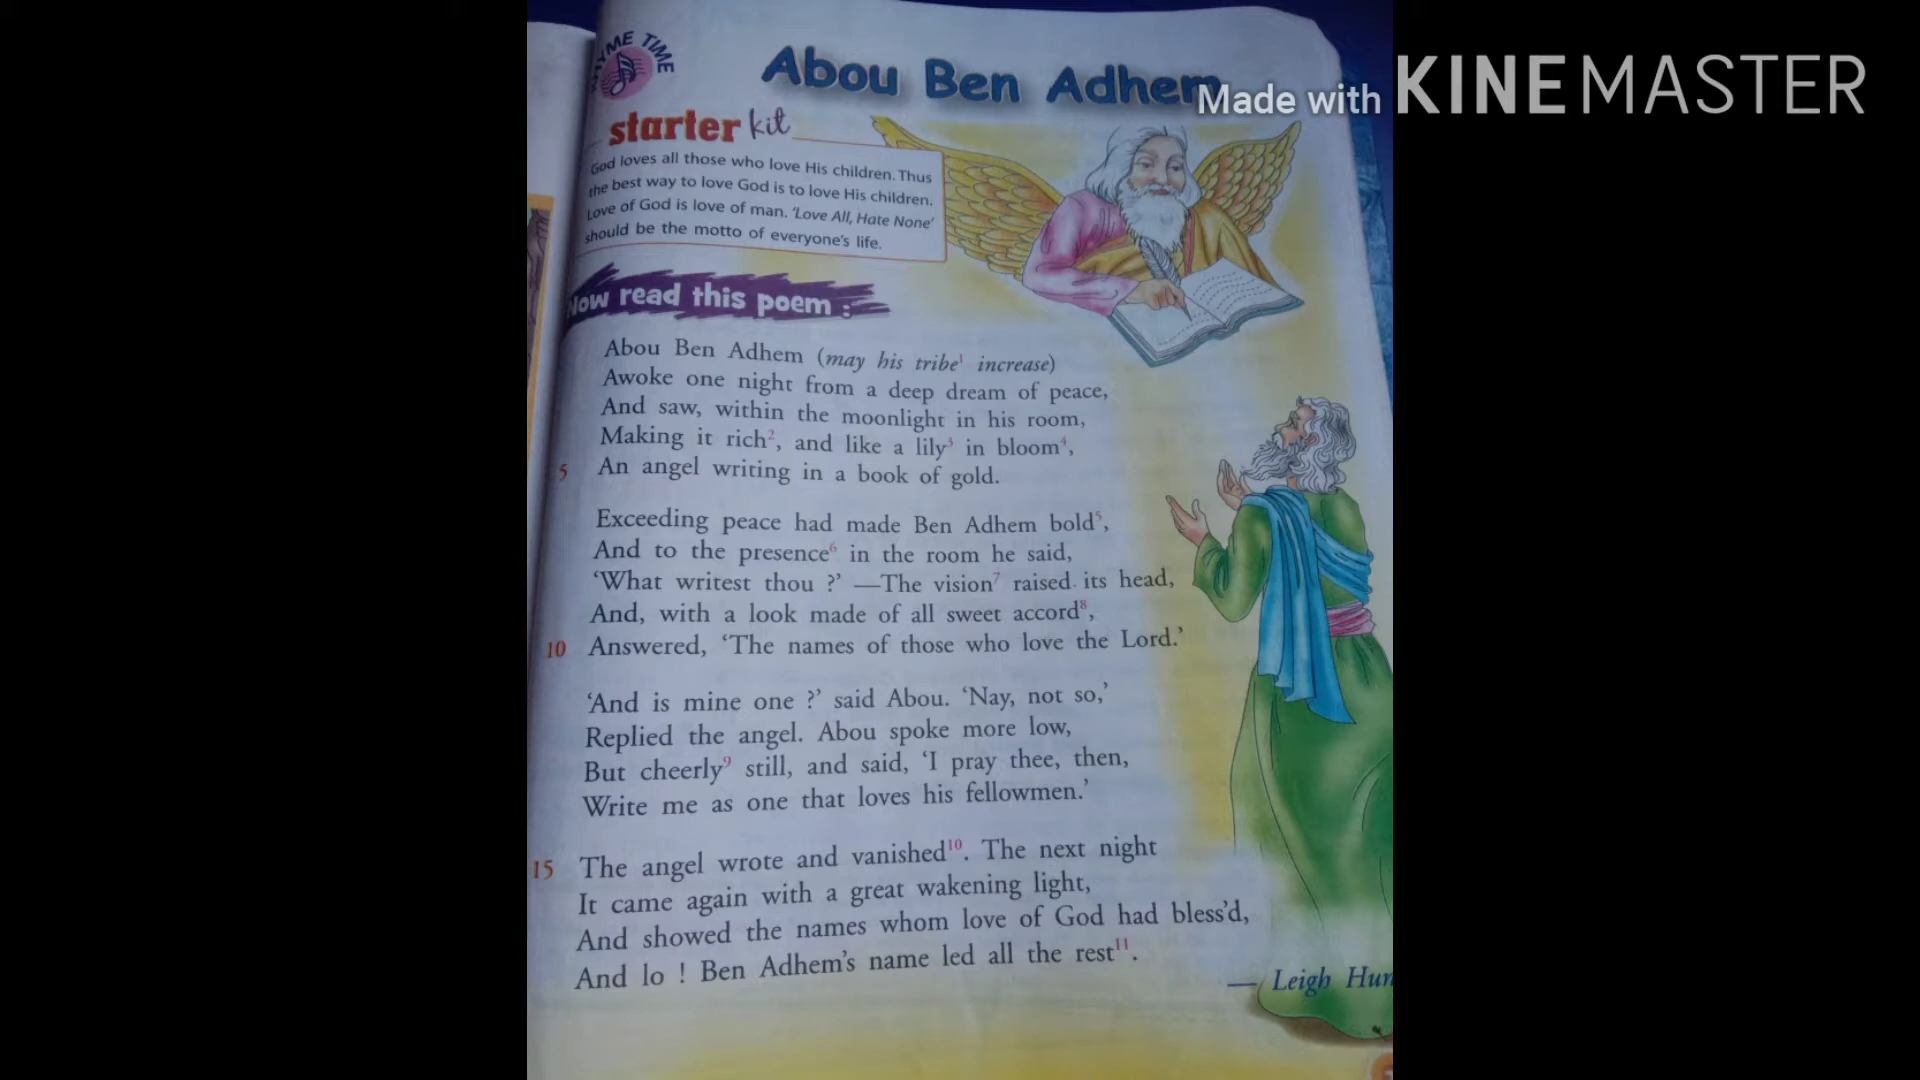 RHYME TIME
Abou Ben Adhem
Made with KINEMASTER
starter kit
God loves all those who love His children. Thus
the best way to love God is to love His children.
Love of God is love of man. 'Love All, Hate None'
should be the motto of everyone's life.
Now read this poem :
Abou Ben Adhem (may his tribe¹ increase)
Awoke one night from a deep dream of peace,
And saw, within the moonlight in his room,
Making it rich², and like a lily³ in bloom⁴,
5 An angel writing in a book of gold.
Exceeding peace had made Ben Adhem bold⁵,
And to the presence⁶ in the room he said,
'What writest thou ?' —The vision⁷ raised its head,
And, with a look made of all sweet accord⁸,
10 Answered, 'The names of those who love the Lord.'
'And is mine one ?' said Abou. 'Nay, not so,'
Replied the angel. Abou spoke more low,
But cheerly⁹ still, and said, 'I pray thee, then,
Write me as one that loves his fellowmen.'
15 The angel wrote and vanished¹⁰. The next night
It came again with a great wakening light,
And showed the names whom love of God had bless'd,
And lo ! Ben Adhem's name led all the rest¹¹.
— Leigh Hun